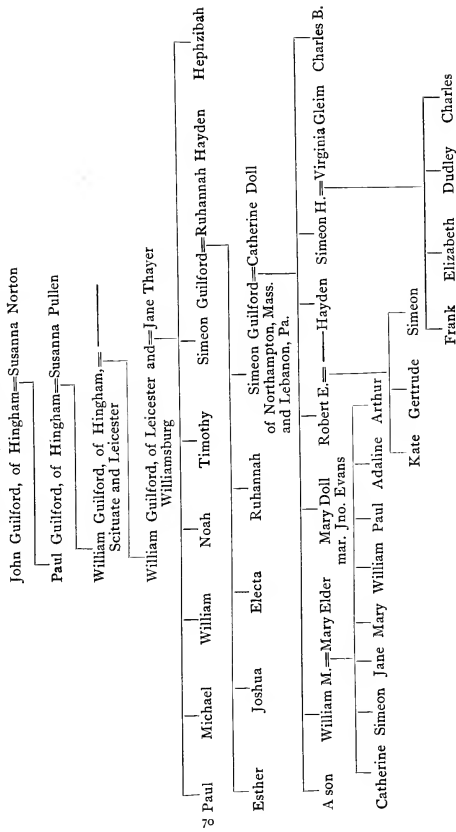 John Guilford, of Hingham=Susanna Norton
Paul Guilford, of Hingham=Susanna Pullen
William Guilford, of Hingham,=
Scituate and Leicester
William Guilford, of Leicester and=Jane Thayer
Williamsburg
Paul Michael William Noah Timothy Simeon Guilford=Ruhannah Hayden Hephzibah
Esther Joshua Electa Ruhannah Simeon Guilford=Catherine Doll
of Northampton, Mass.
and Lebanon, Pa.
A son William M.=Mary Elder Mary Doll Robert E.=——Hayden Simeon H.=Virginia Gleim Charles B.
mar. Jno. Evans
Catherine Simeon Jane Mary William Paul Adaline Arthur
Kate Gertrude Simeon
Frank Elizabeth Dudley Charles
70